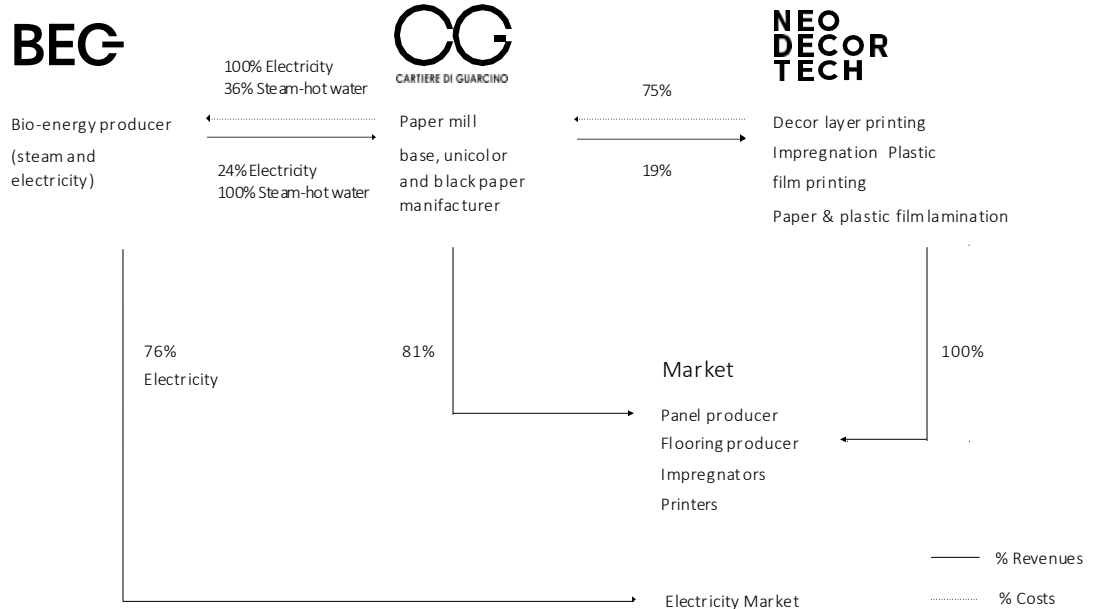 BEG
CG
CARTIERE DI GUARCINO
NEO
DECOR
TECH
100% Electricity
36% Steam-hot water
75%
Bio-energy producer
(steam and
electricity)
Paper mill
base, unicolor
and black paper
manifacturer
Decor layer printing
Impregnation Plastic
film printing
Paper & plastic film lamination
24% Electricity
100% Steam-hot water
19%
76%
Electricity
81%
100%
Market
Panel producer
Flooring producer
Impregnators
Printers
Electricity Market
% Revenues
% Costs